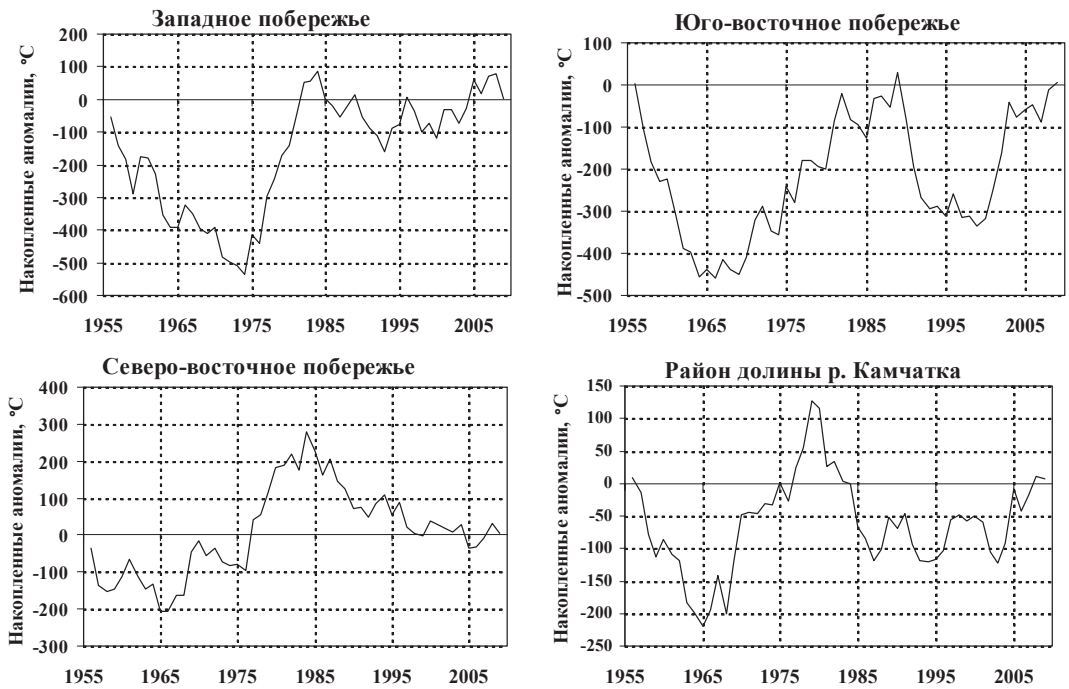 Западное побережье
Накопленные аномалии, °С
200
100
0
-100
-200
-300
-400
-500
-600
1955 1965 1975 1985 1995 2005
Юго-восточное побережье
Накопленные аномалии, °С
100
0
-100
-200
-300
-400
-500
1955 1965 1975 1985 1995 2005
Северо-восточное побережье
Накопленные аномалии, °С
400
300
200
100
0
-100
-200
-300
1955 1965 1975 1985 1995 2005
Район долины р. Камчатка
Накопленные аномалии, °С
150
100
50
0
-50
-100
-150
-200
-250
1955 1965 1975 1985 1995 2005